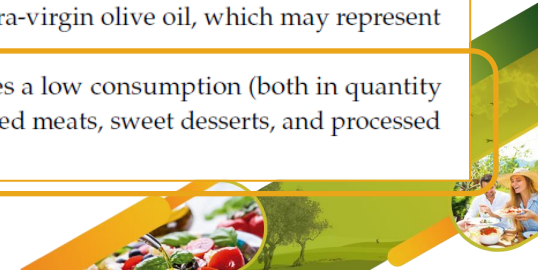 ra-virgin olive oil, which may represent
es a low consumption (both in quantity
ed meats, sweet desserts, and processed